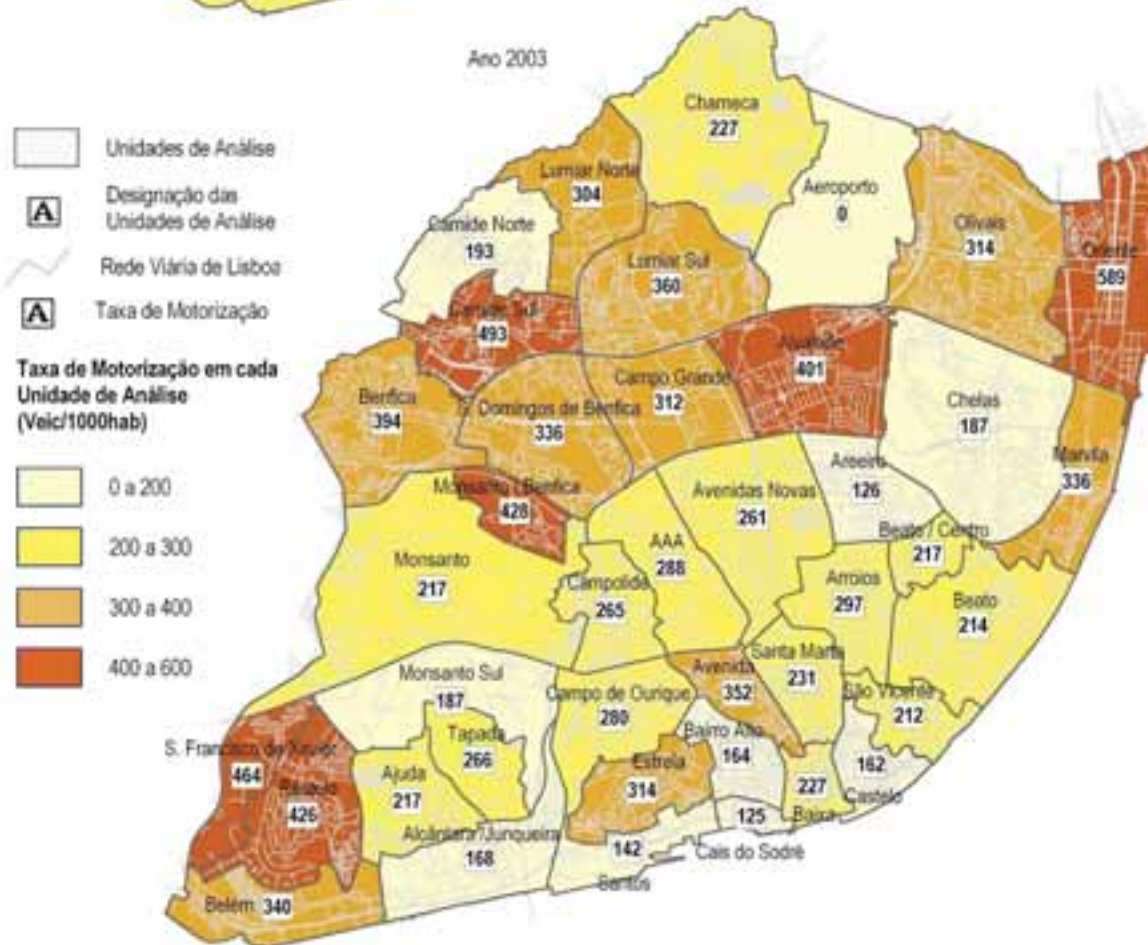 Ano 2003
Unidades de Análise
A
Designação das
Unidades de Análise
Rede Viária de Lisboa
A
Taxa de Motorização
Taxa de Motorização em cada
Unidade de Análise
(Veic/1000hab)
0 a 200
200 a 300
300 a 400
400 a 600
Charneca
227
Lumiar Norte
304
Aeroporto
0
Carnide Norte
193
Olivais
314
Oriente
589
Lumiar Sul
360
Carnide Sul
493
Alvalade
401
Benfica
394
S. Domingos de Benfica
336
Campo Grande
312
Chelas
187
Marvila
336
Areeiro
126
Monsanto / Benfica
428
Avenidas Novas
261
Beato / Centro
217
AAA
288
Monsanto
217
Campolide
265
Arroios
297
Beato
214
Santa Marta
231
Avenida
352
Monsanto Sul
187
Campo de Ourique
280
São Vicente
212
Tapada
266
Bairro Alto
164
S. Francisco de Xavier
464
Ajuda
217
Estrela
314
162
Castelo
227
Baixa
Restelo
426
125
Cais do Sodré
Alcântara /Junqueira
168
142
Santos
Belém 340